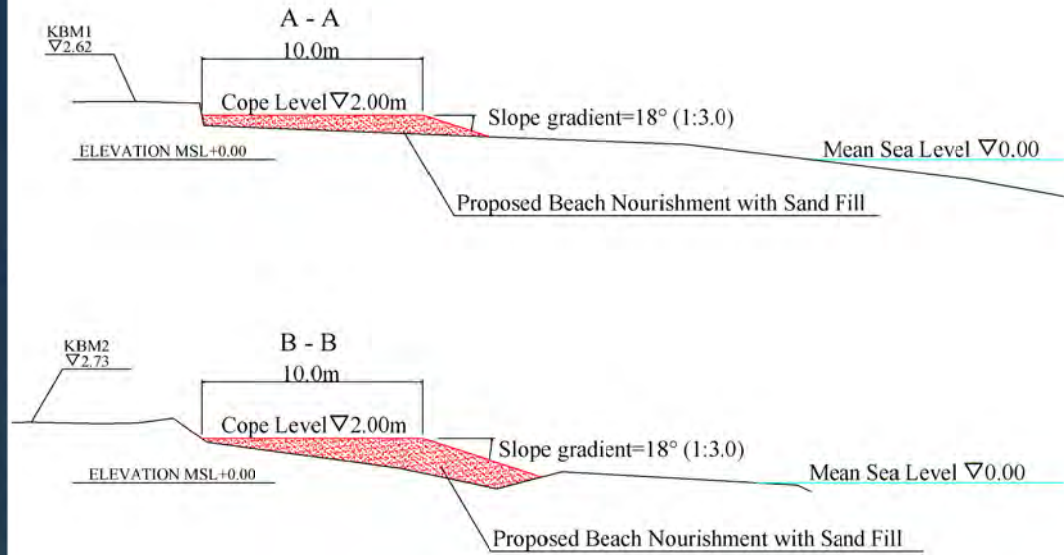 A - A
KBM1
▽2.62
10.0m
Cope Level▽2.00m
Slope gradient=18° (1:3.0)
ELEVATION MSL+0.00
Mean Sea Level ▽0.00
Proposed Beach Nourishment with Sand Fill
B - B
KBM2
▽2.73
10.0m
Cope Level▽2.00m
Slope gradient=18° (1:3.0)
ELEVATION MSL+0.00
Mean Sea Level ▽0.00
Proposed Beach Nourishment with Sand Fill